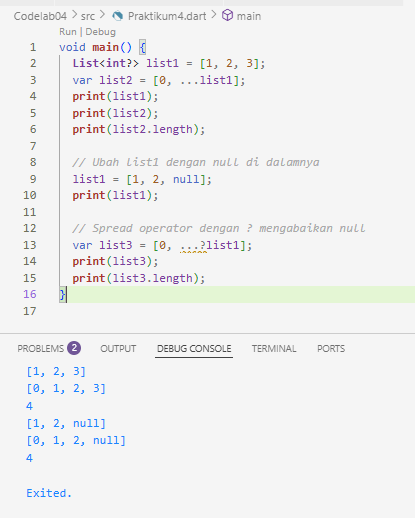 Codelab04 > src > Praktikum4.dart > main
Run | Debug
1 void main() {
2 List<int?> list1 = [1, 2, 3];
3 var list2 = [0, ...list1];
4 print(list1);
5 print(list2);
6 print(list2.length);
7
8 // Ubah list1 dengan null di dalamnya
9 list1 = [1, 2, null];
10 print(list1);
11
12 // Spread operator dengan ? mengabaikan null
13 var list3 = [0, ...?list1];
14 print(list3);
15 print(list3.length);
16 }
17
PROBLEMS 2 OUTPUT DEBUG CONSOLE TERMINAL PORTS
[1, 2, 3]
[0, 1, 2, 3]
4
[1, 2, null]
[0, 1, 2, null]
4
Exited.